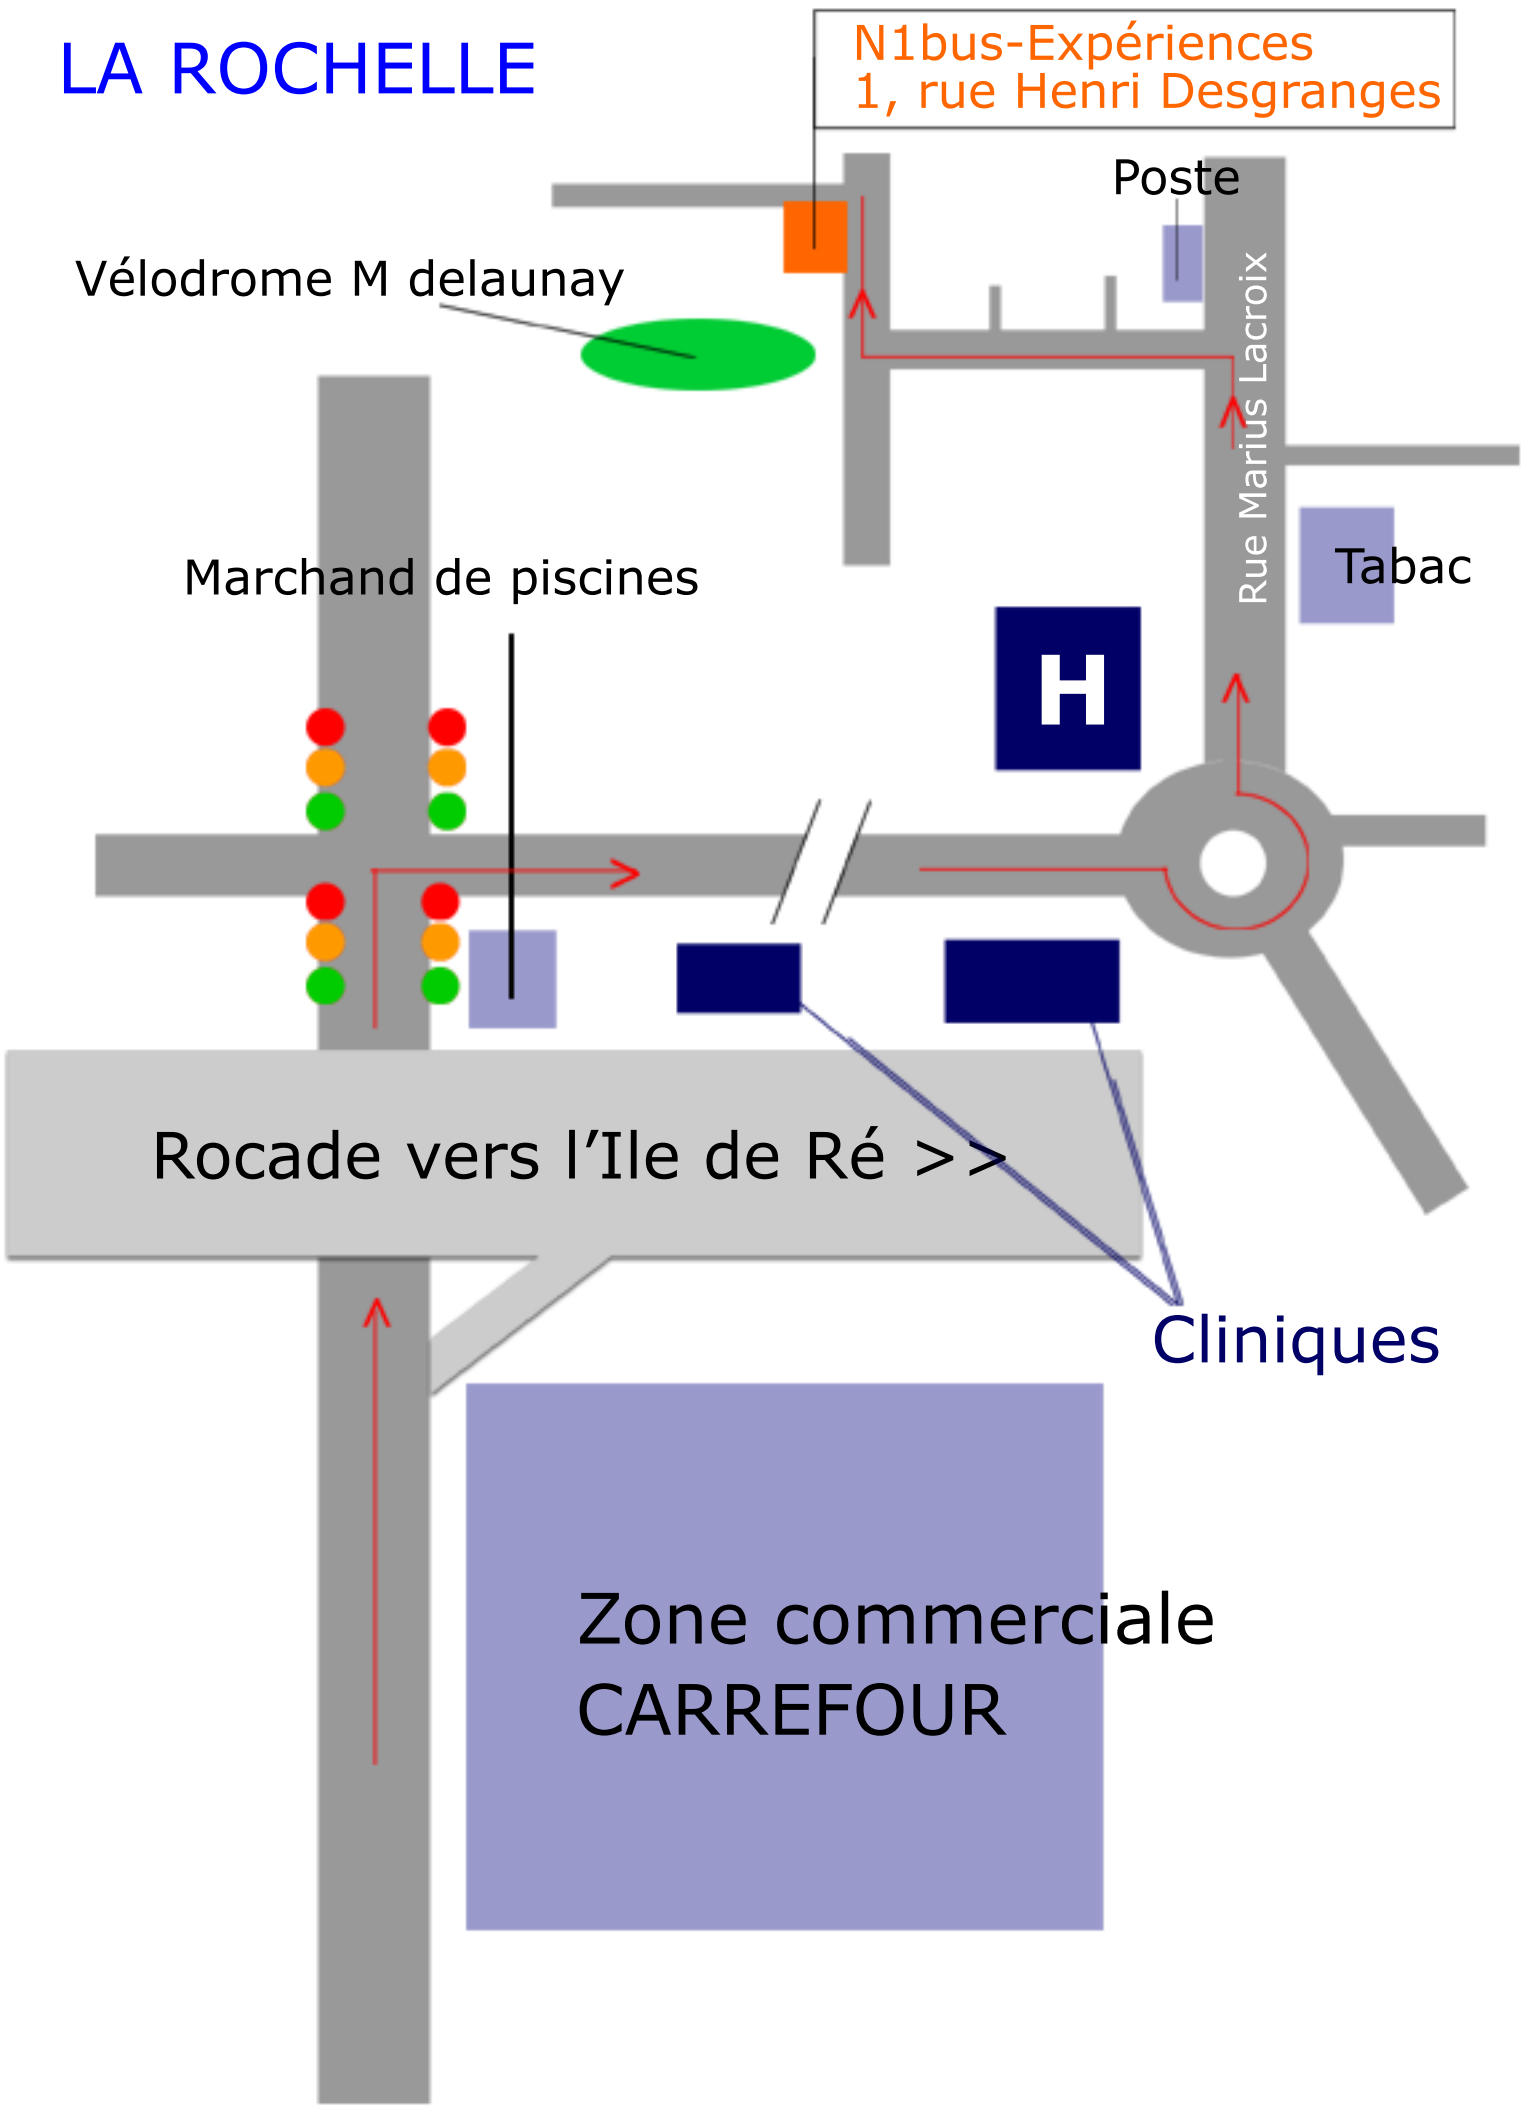 LA ROCHELLE
N1bus-Expériences
1, rue Henri Desgranges
Poste
Vélodrome M delaunay
Rue Marius Lacroix
Tabac
Marchand de piscines
H
Rocade vers l’Ile de Ré >>
Cliniques
Zone commerciale
CARREFOUR